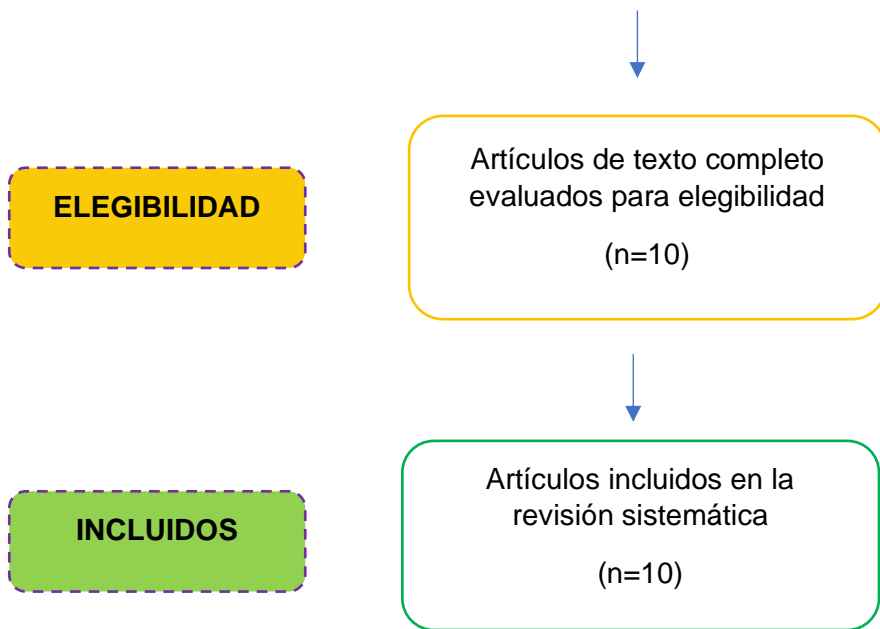 ELEGIBILIDAD
Artículos de texto completo
evaluados para elegibilidad
(n=10)
INCLUIDOS
Artículos incluidos en la
revisión sistemática
(n=10)